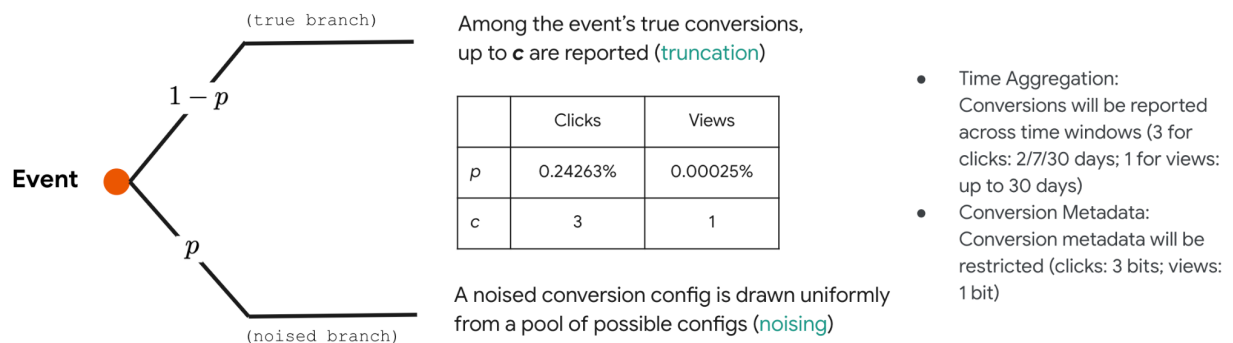 (true branch)
1 − p
Event
p
(noised branch)
Among the event's true conversions,
up to c are reported (truncation)
Clicks Views
p 0.24263% 0.00025%
c 3 1
A noised conversion config is drawn uniformly
from a pool of possible configs (noising)
● Time Aggregation:
Conversions will be reported
across time windows (3 for
clicks: 2/7/30 days; 1 for views:
up to 30 days)
● Conversion Metadata:
Conversion metadata will be
restricted (clicks: 3 bits; views:
1 bit)